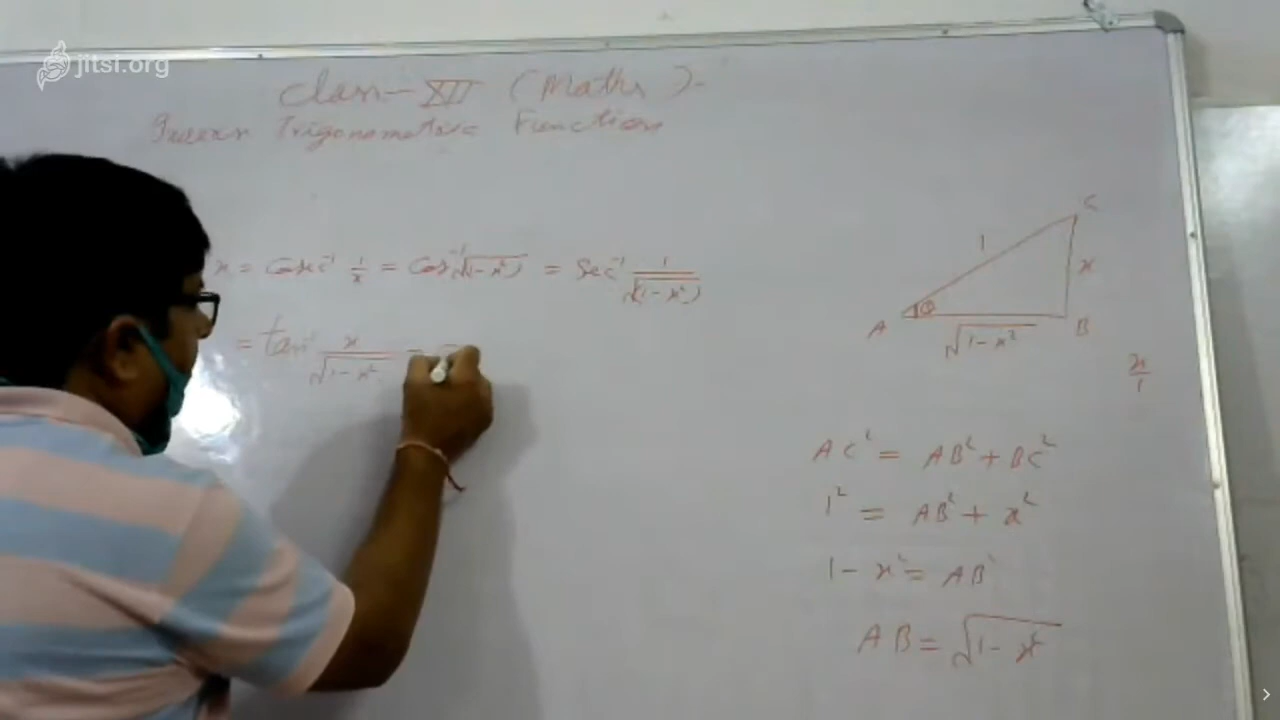 jitsi.org
Class-XII (Maths)-
Trigonometric Function
x = Cosec⁻¹ 1/x = Cos⁻¹√(1-x²) = Sec⁻¹ 1/√(1-x²)
= tan⁻¹ x/√(1-x²) =
C
1
x
θ
A
B
√1-x²
x/1
AC² = AB² + BC²
1² = AB² + x²
1 - x² = AB²
AB = √1-x²